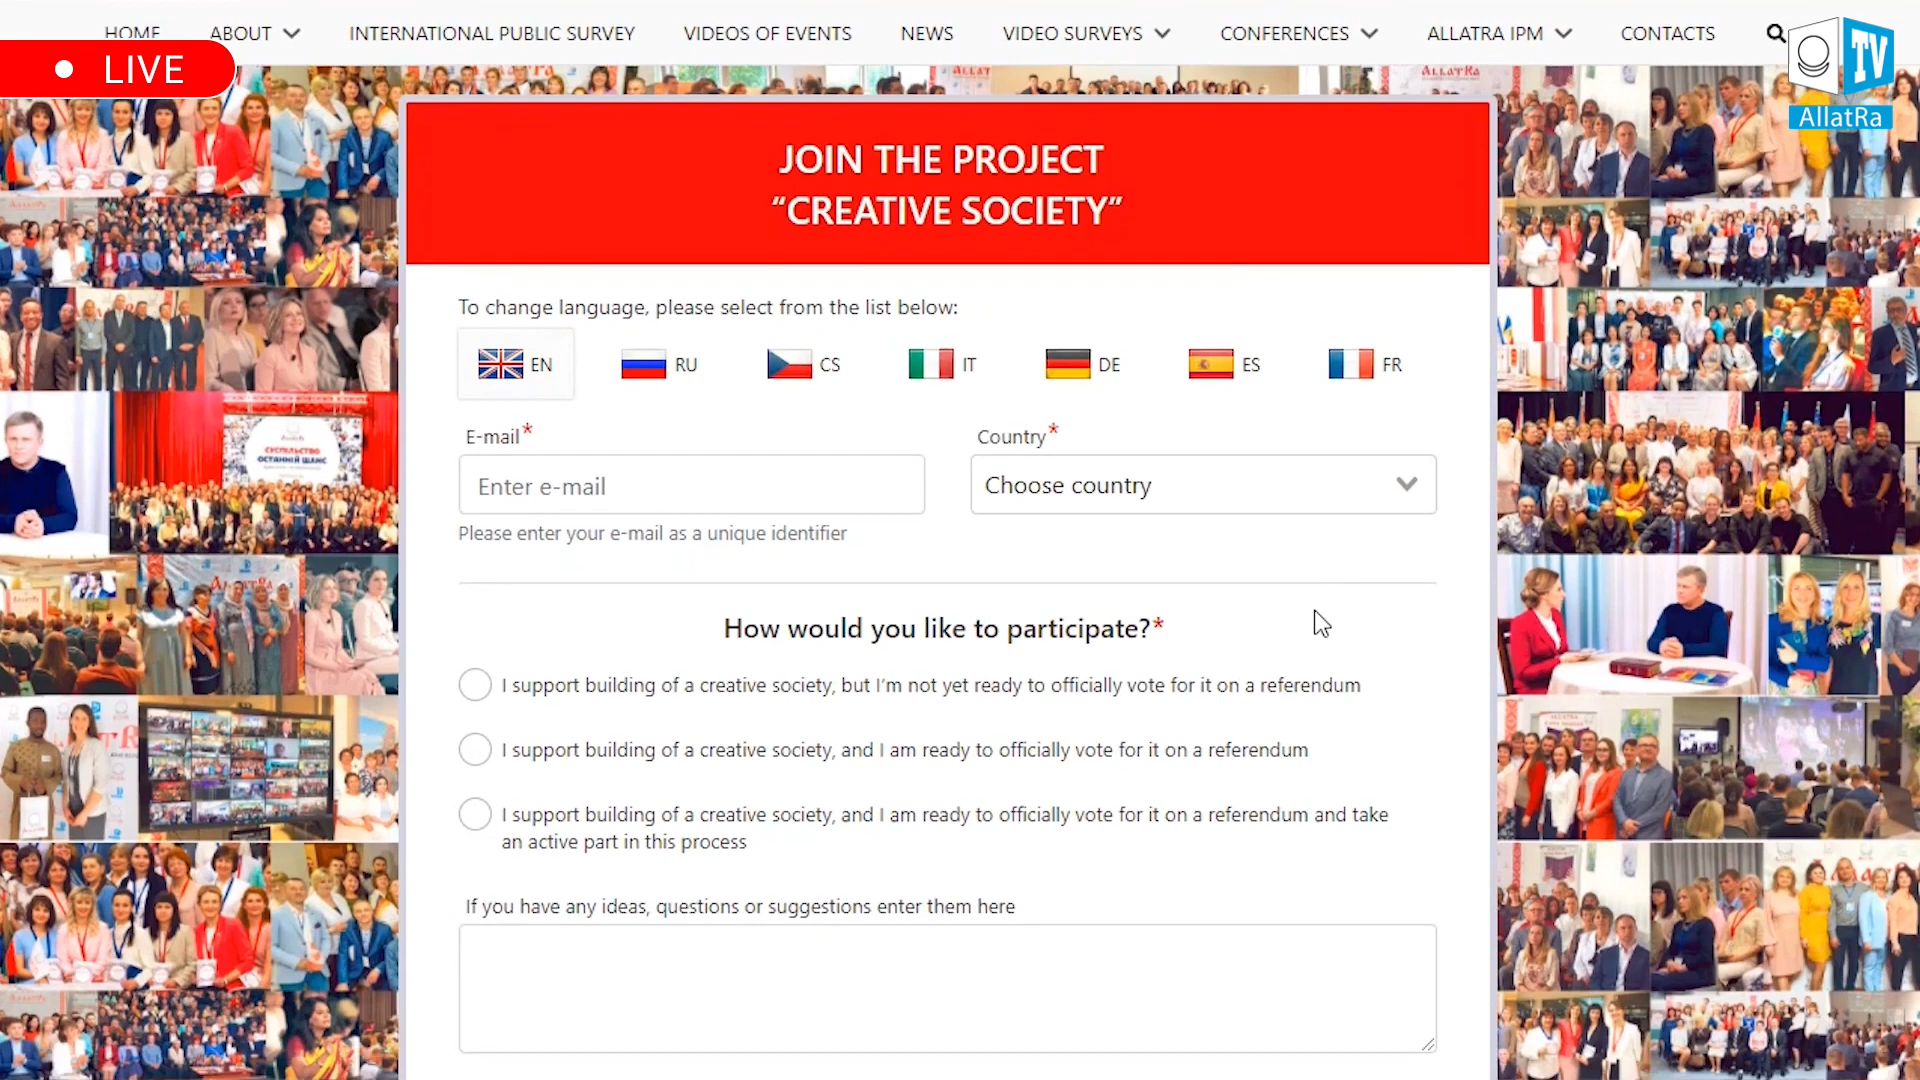 HOME ABOUT INTERNATIONAL PUBLIC SURVEY VIDEOS OF EVENTS NEWS VIDEO SURVEYS CONFERENCES ALLATRA IPM CONTACTS
LIVE
TV
AllatRa
JOIN THE PROJECT
“CREATIVE SOCIETY”
To change language, please select from the list below:
EN RU CS IT DE ES FR
E-mail* Country*
Enter e-mail Choose country
Please enter your e-mail as a unique identifier
How would you like to participate?*
I support building of a creative society, but I’m not yet ready to officially vote for it on a referendum
I support building of a creative society, and I am ready to officially vote for it on a referendum
I support building of a creative society, and I am ready to officially vote for it on a referendum and take
an active part in this process
If you have any ideas, questions or suggestions enter them here
СУСПІЛЬСТВО
ОСТАННІЙ ШАНС
ALLATRA